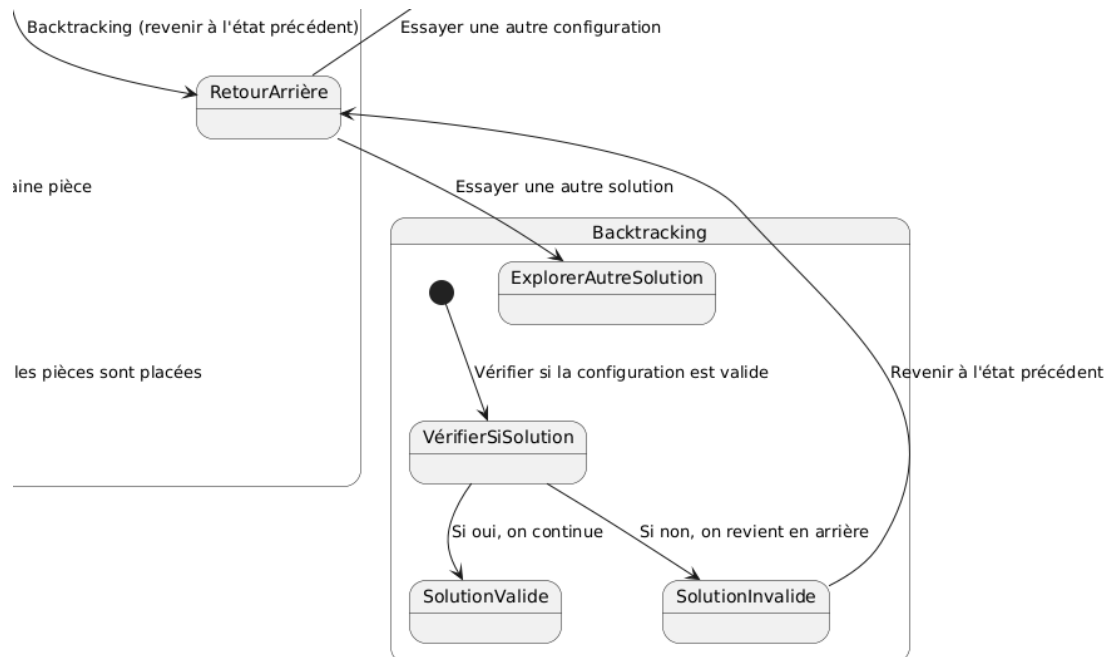 Backtracking (revenir à l'état précédent)
Essayer une autre configuration
RetourArrière
pièce
Essayer une autre solution
Backtracking
ExplorerAutreSolution
les pièces sont placées
Vérifier si la configuration est valide
Revenir à l'état précédent
VérifierSiSolution
Si oui, on continue
Si non, on revient en arrière
SolutionValide
SolutionInvalide